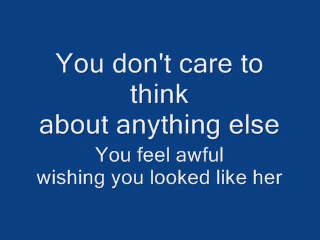 You don't care to
think
about anything else
You feel awful
wishing you looked like her